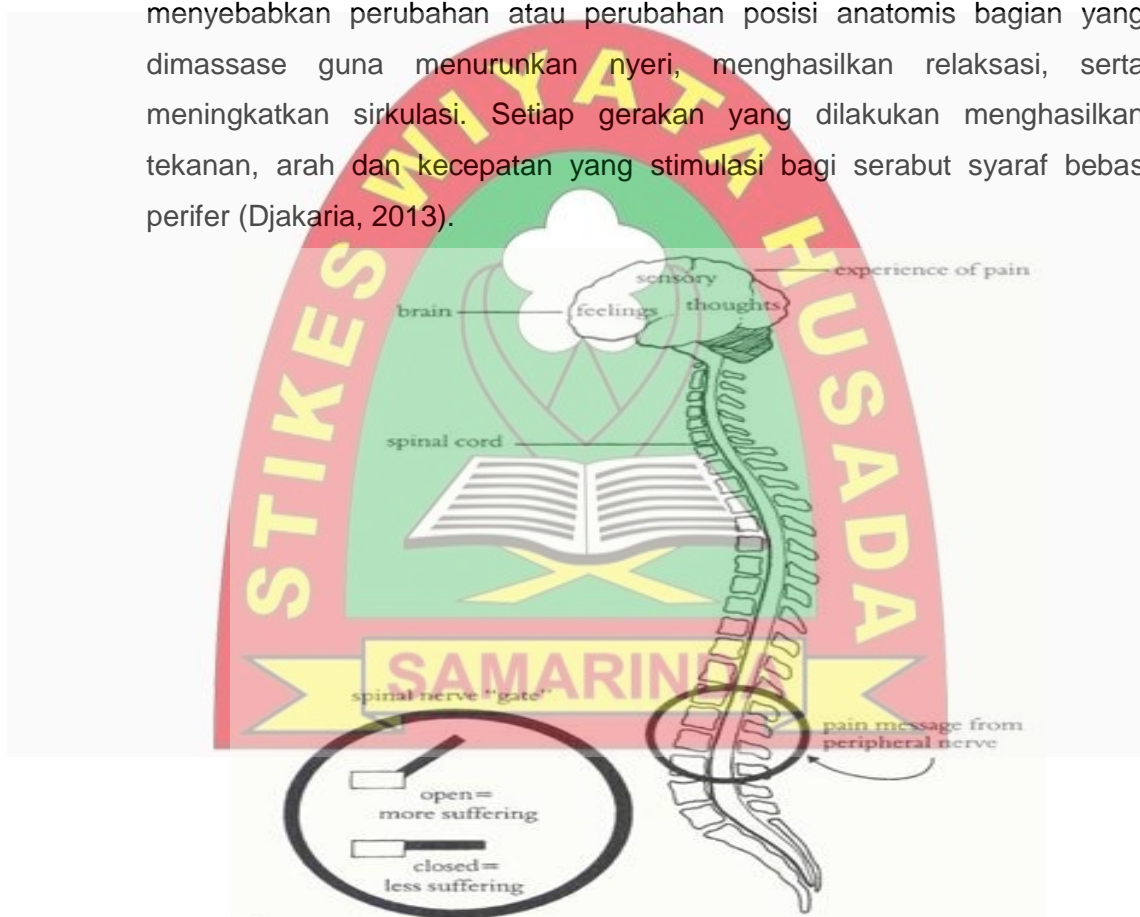 menyebabkan perubahan atau perubahan posisi anatomis bagian yang
dimassase guna menurunkan nyeri, menghasilkan relaksasi, serta
meningkatkan sirkulasi. Setiap gerakan yang dilakukan menghasilkan
tekanan, arah dan kecepatan yang stimulasi bagi serabut syaraf bebas
perifer (Djakaria, 2013).
STIKES WIYATA HUSADA
SAMARINDA
experience of pain
sensory
brain
feelings
thoughts
spinal cord
spinal nerve "gate"
pain message from
peripheral nerve
open=
more suffering
closed=
less suffering